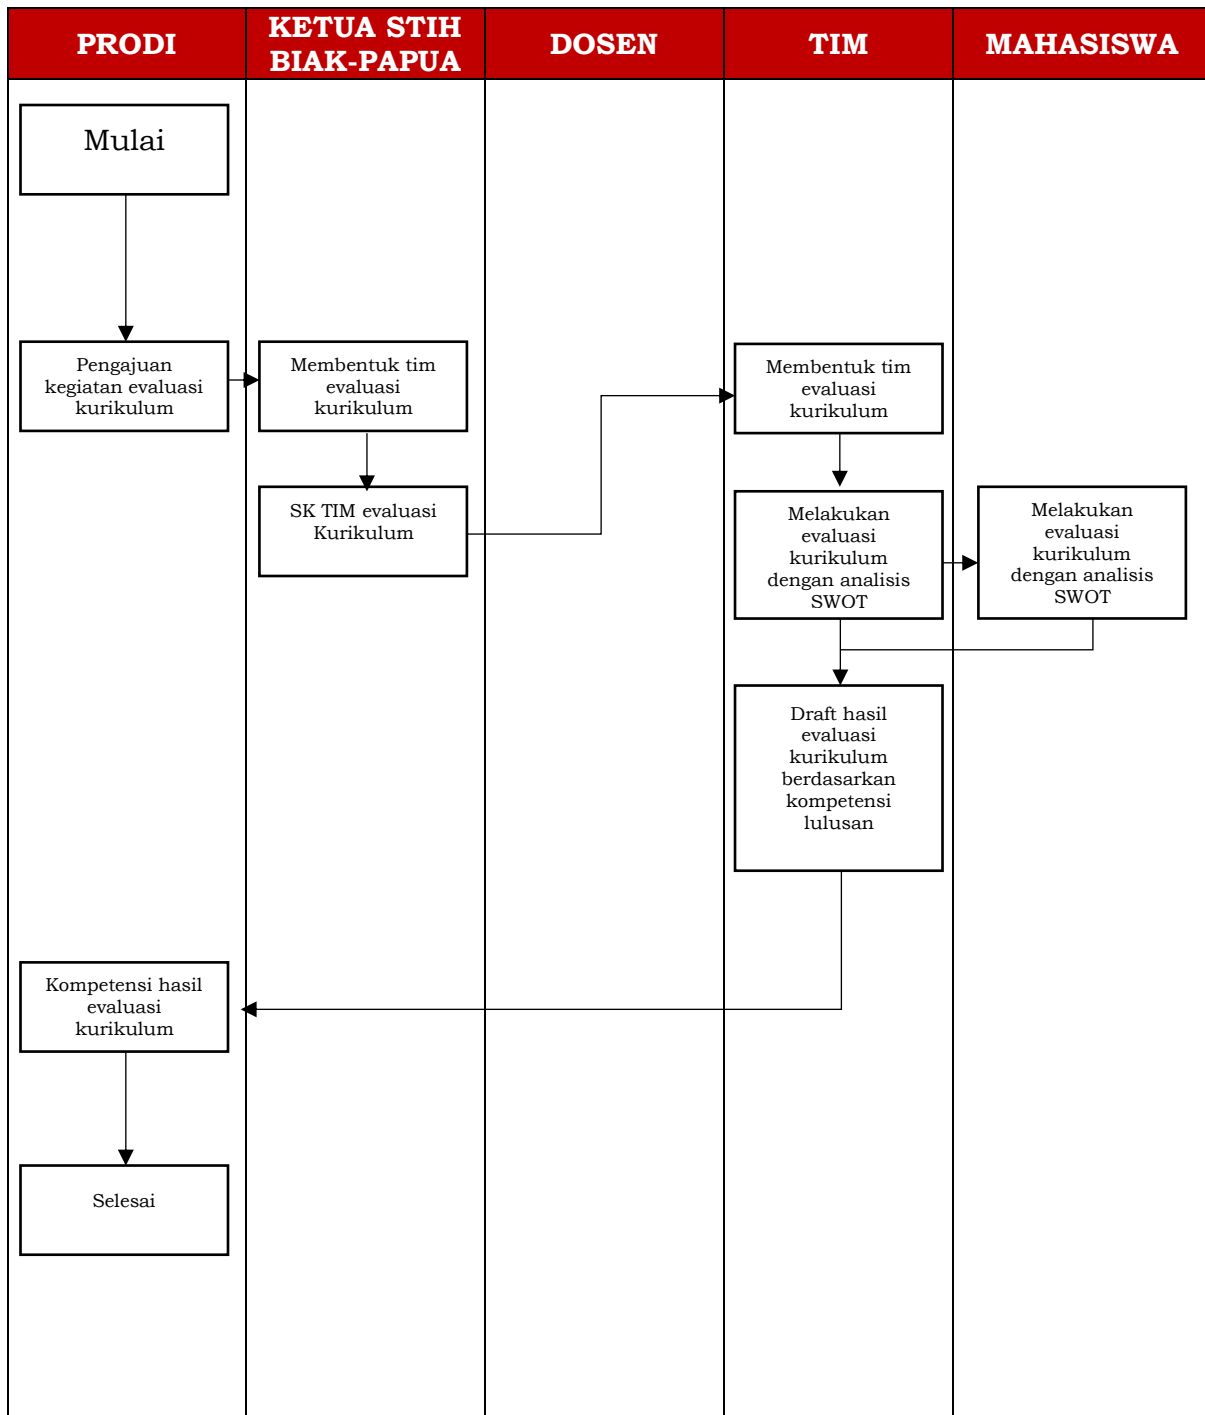 PRODI
KETUA STIH
BIAK-PAPUA
DOSEN
TIM
MAHASISWA
Mulai
Pengajuan
kegiatan evaluasi
kurikulum
Membentuk tim
evaluasi
kurikulum
Membentuk tim
evaluasi
kurikulum
SK TIM evaluasi
Kurikulum
Melakukan
evaluasi
kurikulum
dengan analisis
SWOT
Melakukan
evaluasi
kurikulum
dengan analisis
SWOT
Draft hasil
evaluasi
kurikulum
berdasarkan
kompetensi
lulusan
Kompetensi hasil
evaluasi
kurikulum
Selesai